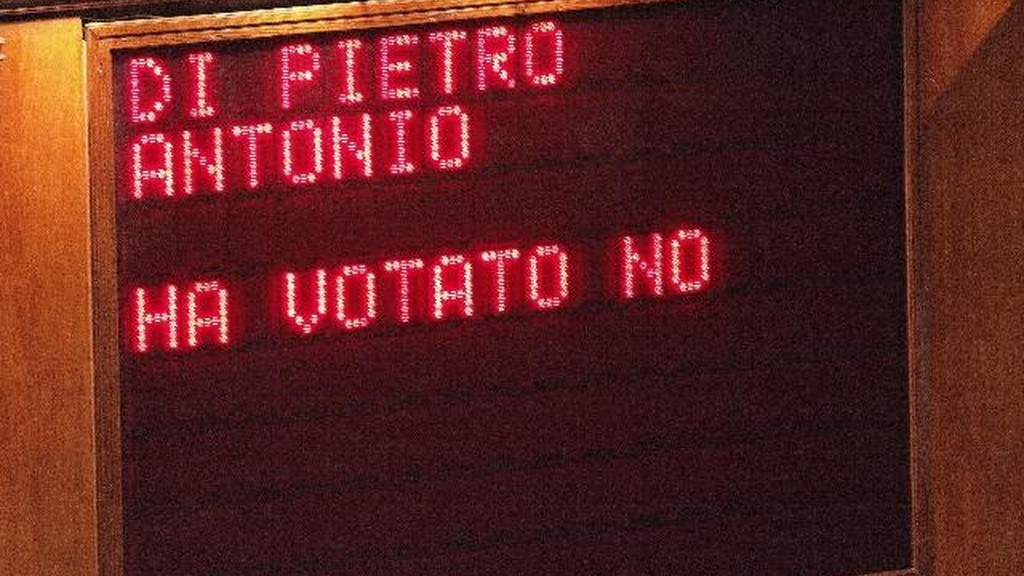 DI PIETRO
ANTONIO
HA VOTATO NO